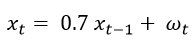 xₜ = 0.7 xₜ₋₁ + ωₜ